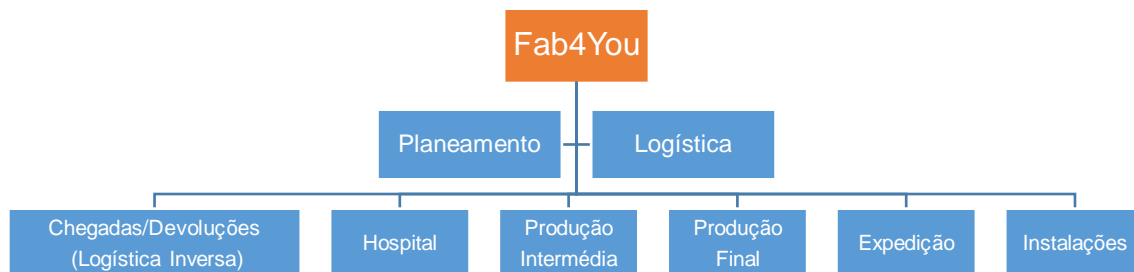 Fab4You
Planeamento
Logística
Chegadas/Devoluções
(Logística Inversa)
Hospital
Produção
Intermédia
Produção
Final
Expedição
Instalações